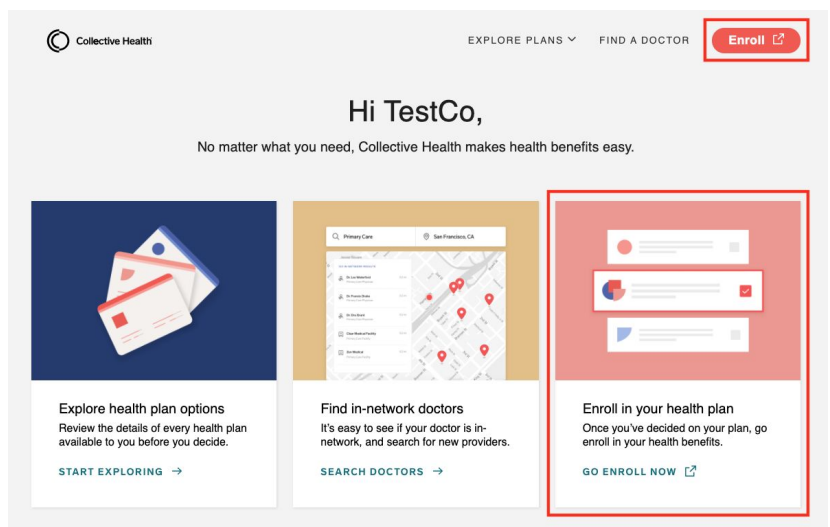 Collective Health
EXPLORE PLANS
FIND A DOCTOR
Enroll
Hi TestCo,
No matter what you need, Collective Health makes health benefits easy.
Primary Care
San Francisco, CA
Explore health plan options
Review the details of every health plan
available to you before you decide.
START EXPLORING →
Find in-network doctors
It's easy to see if your doctor is in-
network, and search for new providers.
SEARCH DOCTORS →
Enroll in your health plan
Once you've decided on your plan, go
enroll in your health benefits.
GO ENROLL NOW